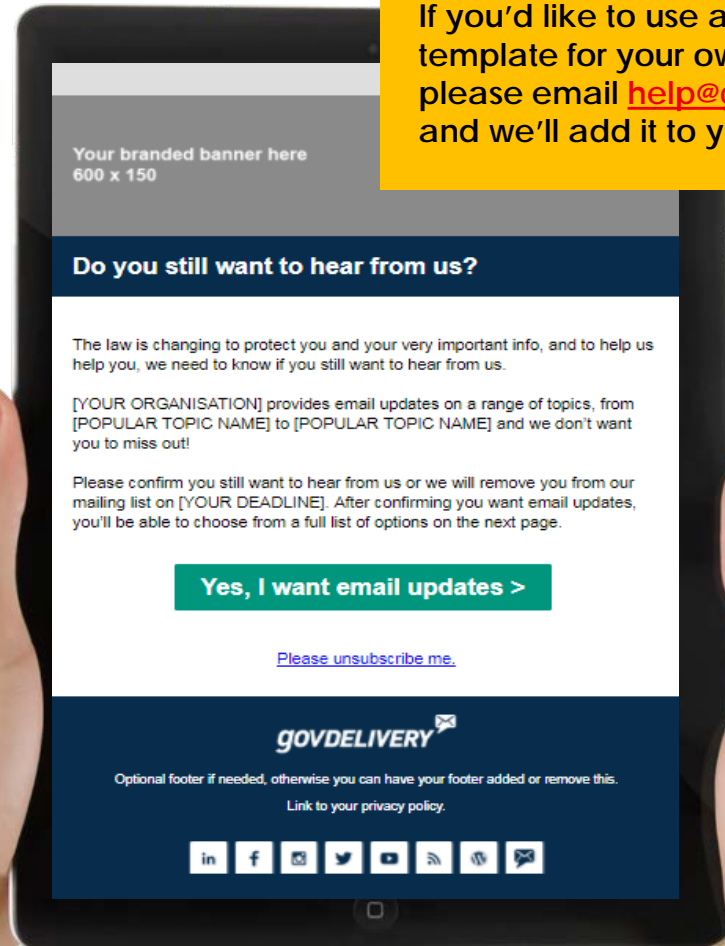 If you'd like to use a
template for your
please email
and we'll add it to
Your branded banner here
600 x 150
Do you still want to hear from us?
The law is changing to protect you and your very important info, and to help us
help you, we need to know if you still want to hear from us.
[YOUR ORGANISATION] provides email updates on a range of topics, from
[POPULAR TOPIC NAME] to [POPULAR TOPIC NAME] and we don't want
you to miss out!
Please confirm you still want to hear from us or we will remove you from our
mailing list on [YOUR DEADLINE]. After confirming you want email updates,
you'll be able to choose from a full list of options on the next page.
Yes, I want email updates >
Please unsubscribe me.
GOVDELIVERY
Optional footer if needed, otherwise you can have your footer added or remove this.
Link to your privacy policy.
in f